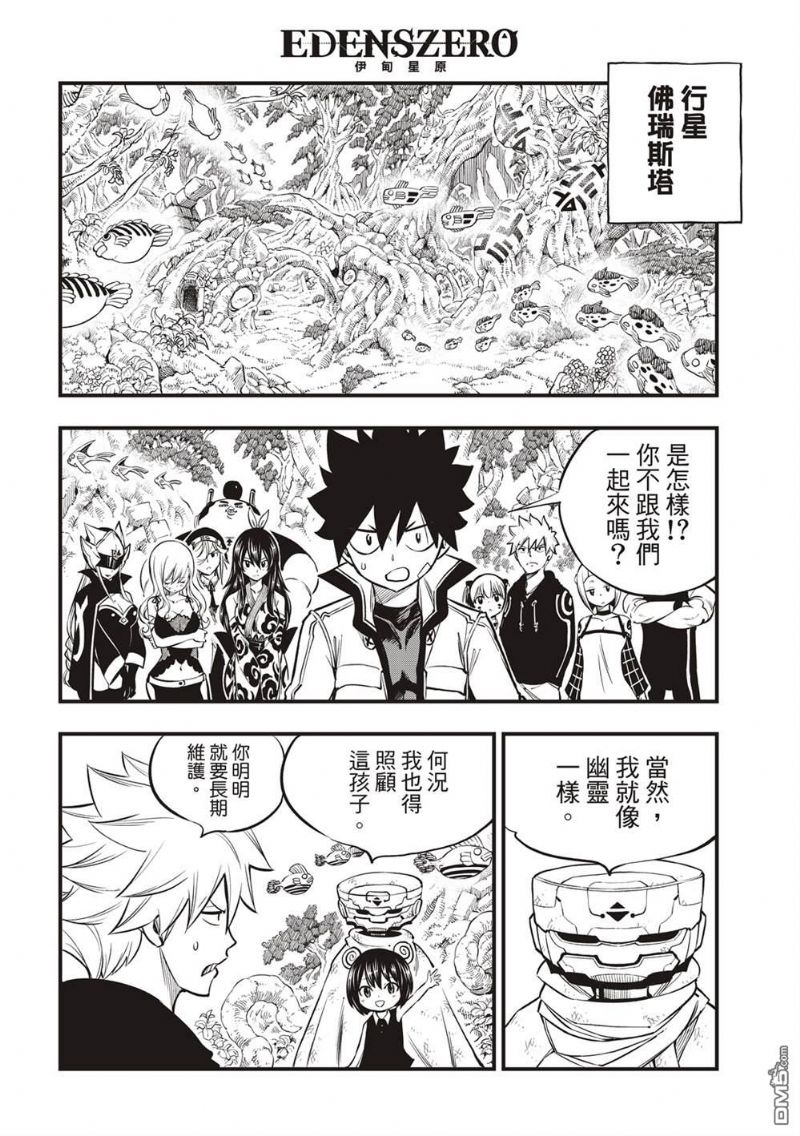 EDENSZERO
伊甸星原
行星
佛瑞斯塔
是怎樣!?
你不跟我們
一起來嗎?
當然，
我就像
幽靈
一樣。
何況
我也得
照顧
這孩子。
你明明
就要長期
維護。
DM5.com